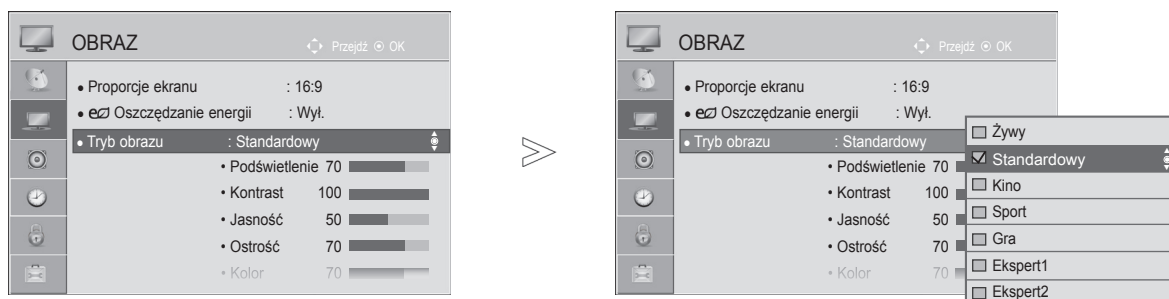 OBRAZ Przejdź OK
• Proporcje ekranu : 16:9
• eco Oszczędzanie energii : Wył.
• Tryb obrazu : Standardowy
• Podświetlenie 70
• Kontrast 100
• Jasność 50
• Ostrość 70
• Kolor 70
OBRAZ Przejdź OK
• Proporcje ekranu : 16:9
• eco Oszczędzanie energii : Wył.
• Tryb obrazu : Standardowy
• Podświetlenie 70
• Kontrast 100
• Jasność 50
• Ostrość 70
• Kolor 70
Żywy
Standardowy
Kino
Sport
Gra
Ekspert1
Ekspert2